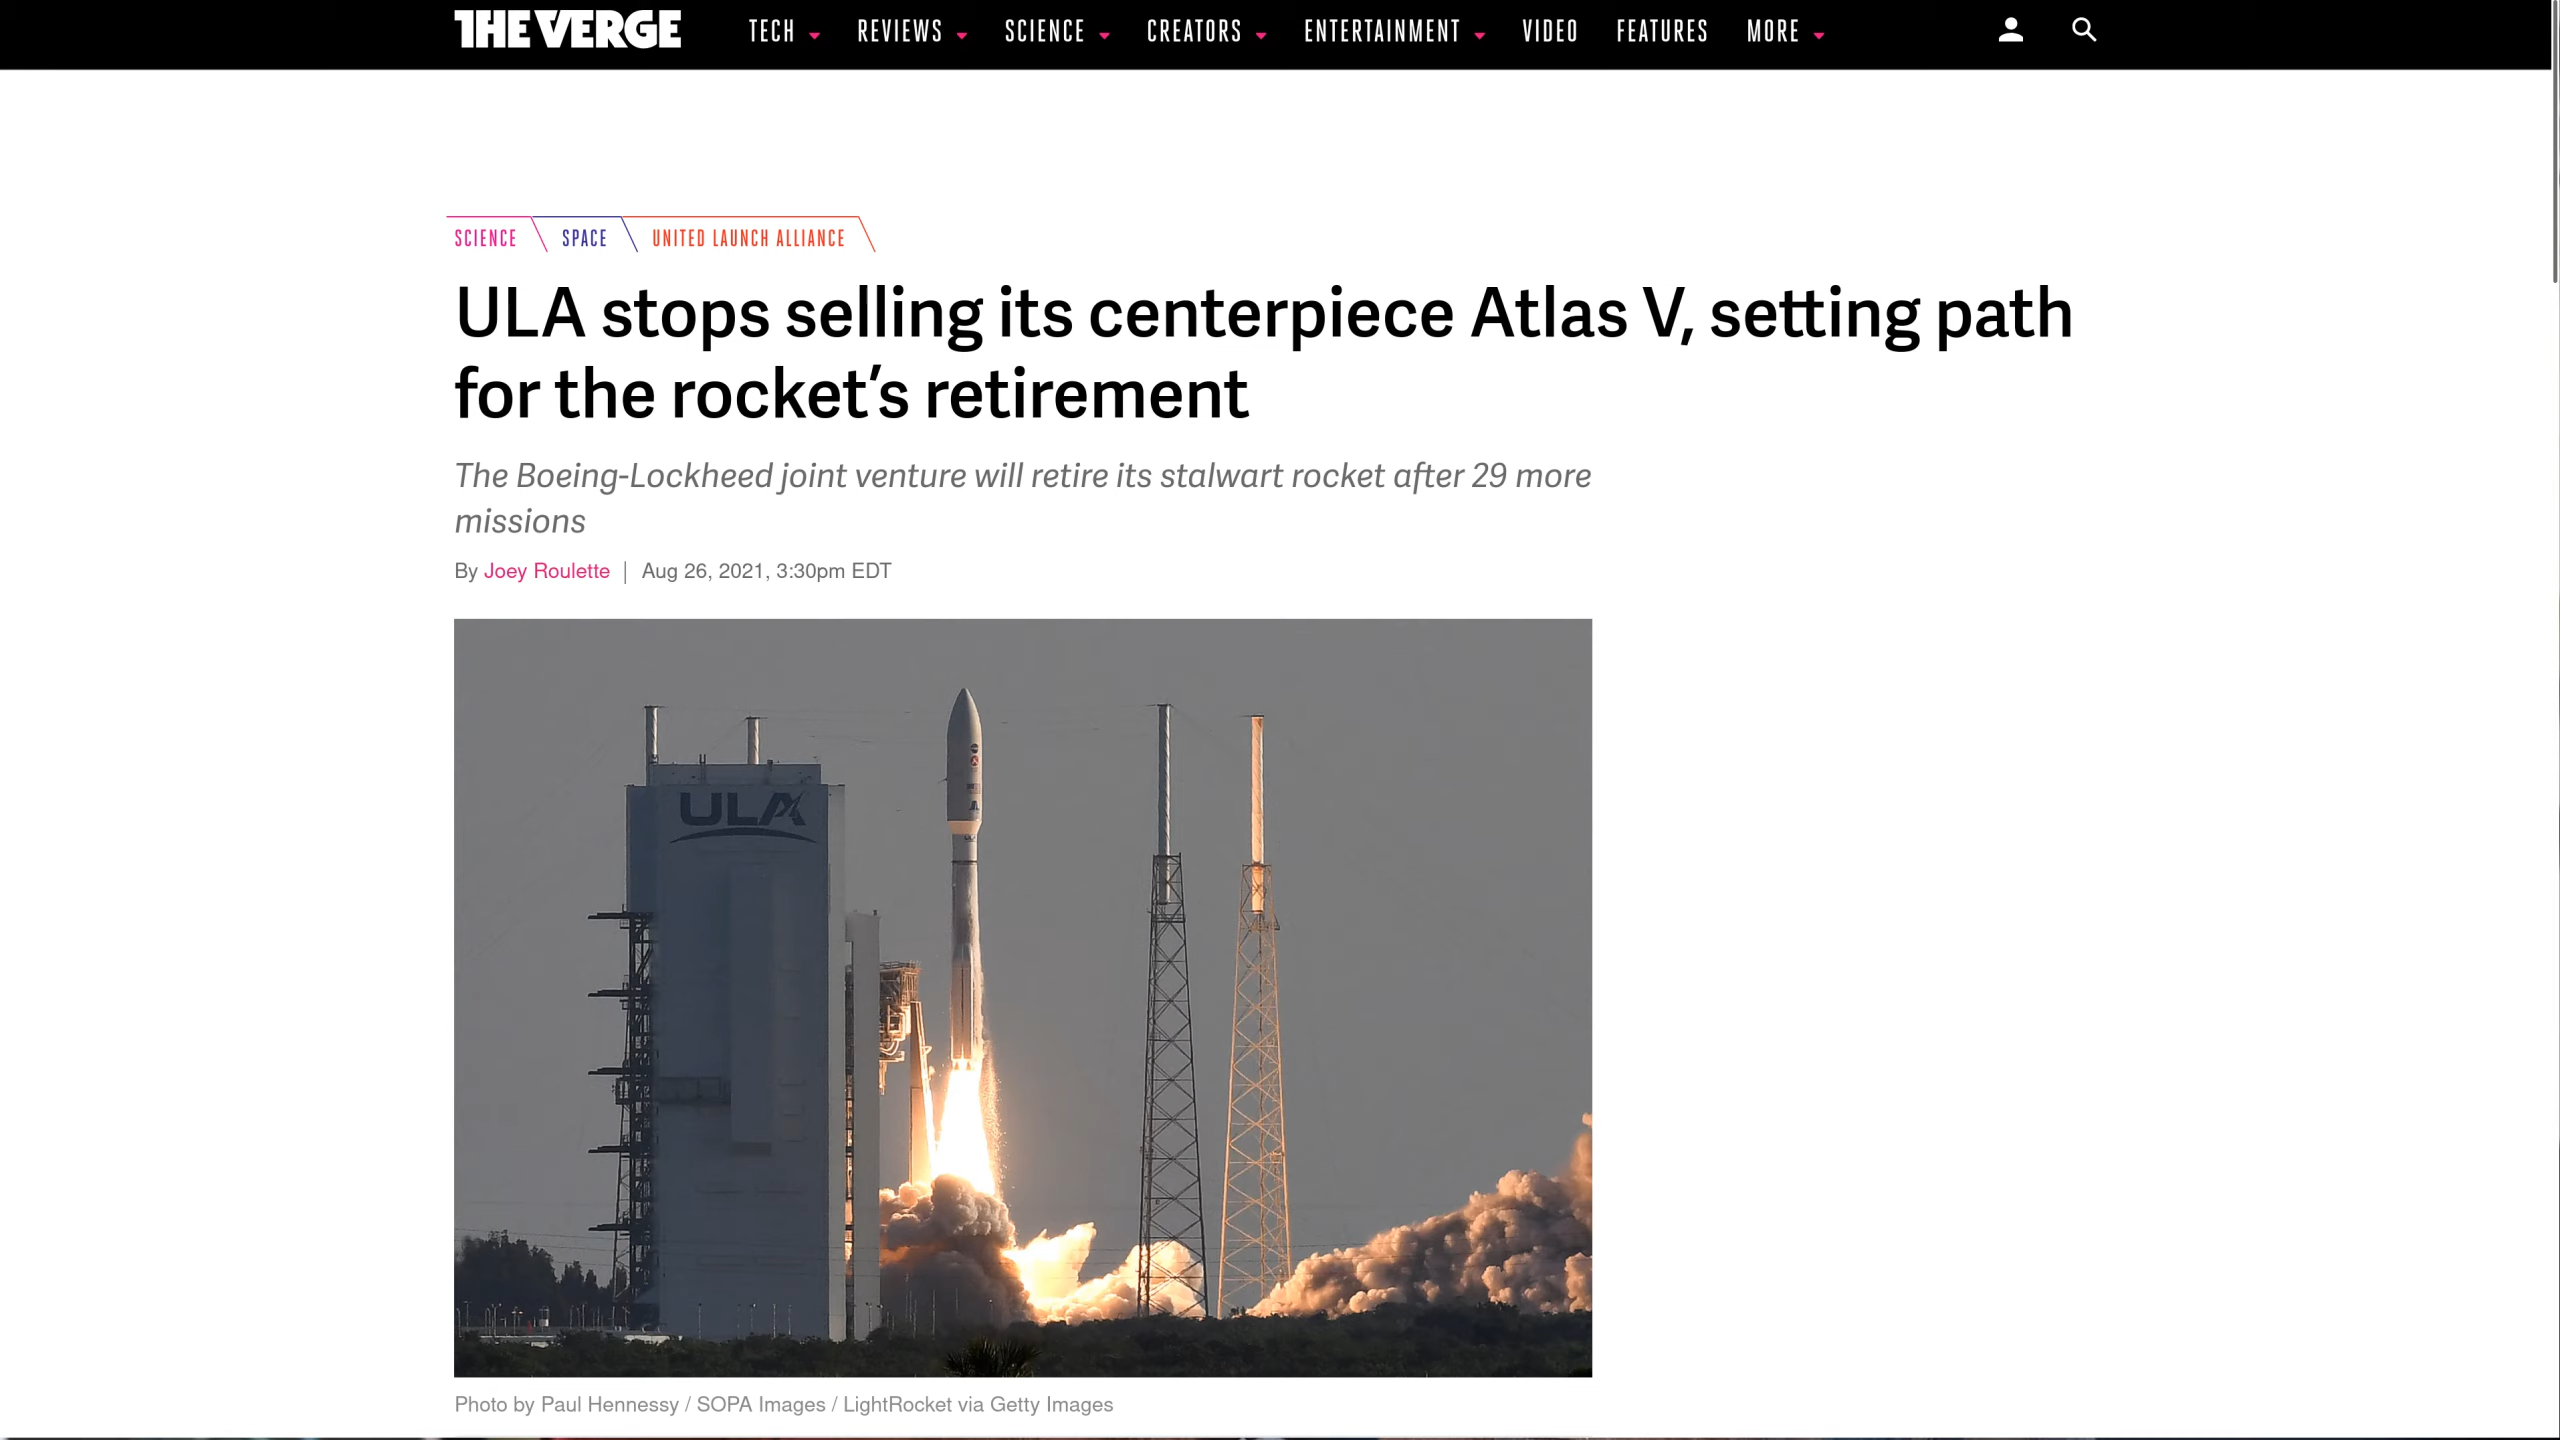 THE VERGE
TECH REVIEWS SCIENCE CREATORS ENTERTAINMENT VIDEO FEATURES MORE
SCIENCE SPACE UNITED LAUNCH ALLIANCE
ULA stops selling its centerpiece Atlas V, setting path
for the rocket’s retirement
The Boeing-Lockheed joint venture will retire its stalwart rocket after 29 more
missions
By Joey Roulette | Aug 26, 2021, 3:30pm EDT
ULA
Photo by Paul Hennessy / SOPA Images / LightRocket via Getty Images